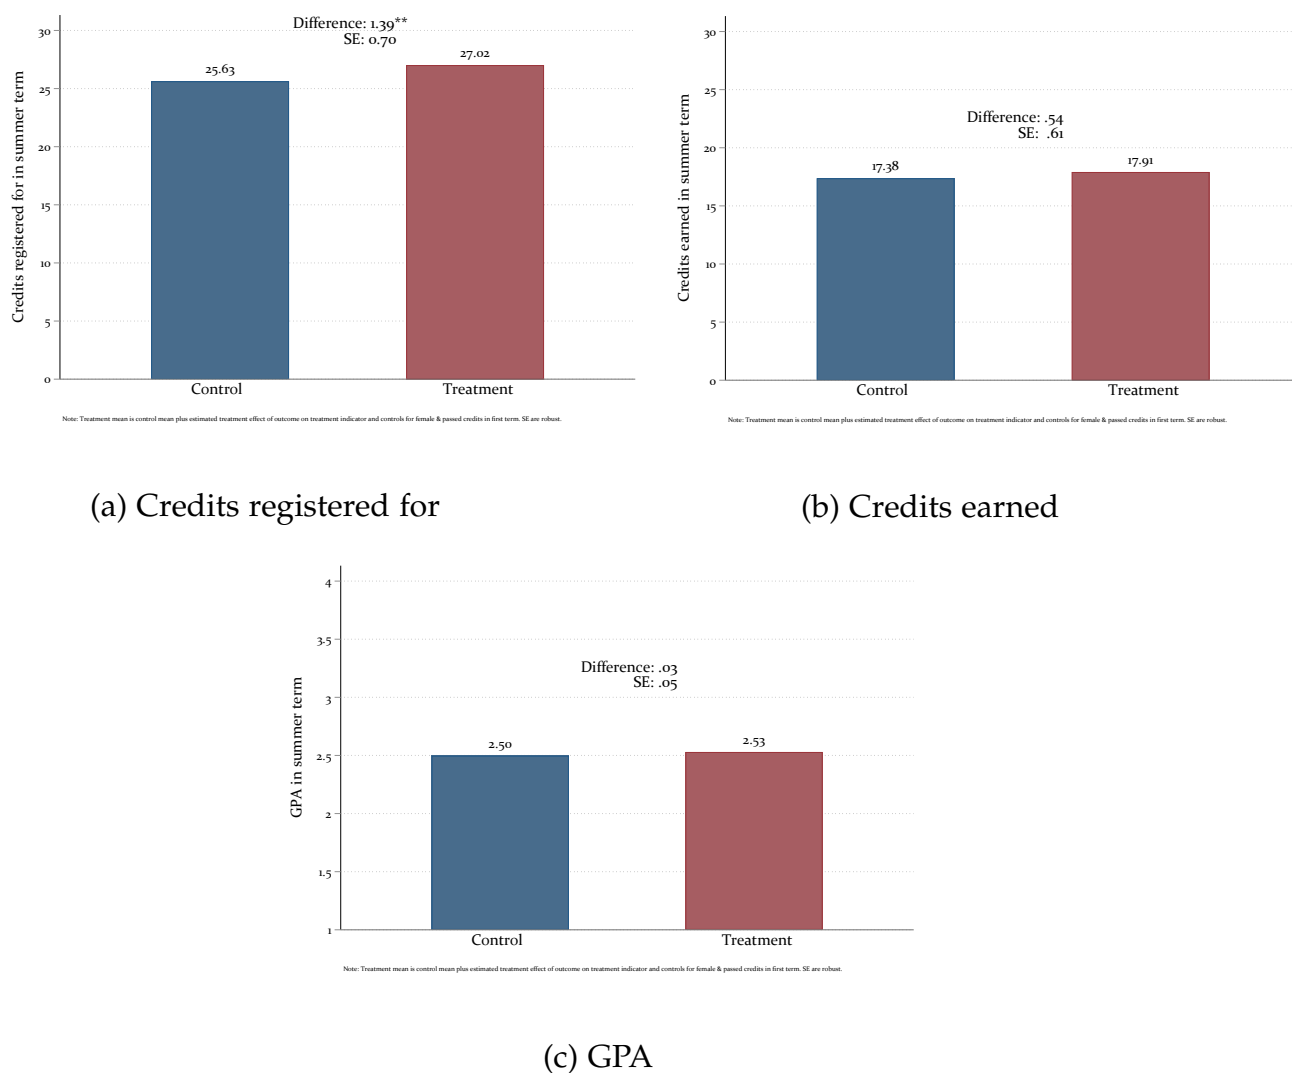 Difference: 1.39**
SE: 0.70
30
25
20
15
10
5
0
Credits registered for in summer term
25.63
27.02
Control
Treatment
Note: Treatment mean is control mean plus estimated treatment effect of outcome on treatment indicator and controls for female & passed credits in first term. SE are robust.
(a) Credits registered for
30
25
20
15
10
5
0
Credits earned in summer term
Difference: .54
SE: .61
17.38
17.91
Control
Treatment
Note: Treatment mean is control mean plus estimated treatment effect of outcome on treatment indicator and controls for female & passed credits in first term. SE are robust.
(b) Credits earned
4
3.5
3
2.5
2
1.5
1
GPA in summer term
Difference: .03
SE: .05
2.50
2.53
Control
Treatment
Note: Treatment mean is control mean plus estimated treatment effect of outcome on treatment indicator and controls for female & passed credits in first term. SE are robust.
(c) GPA